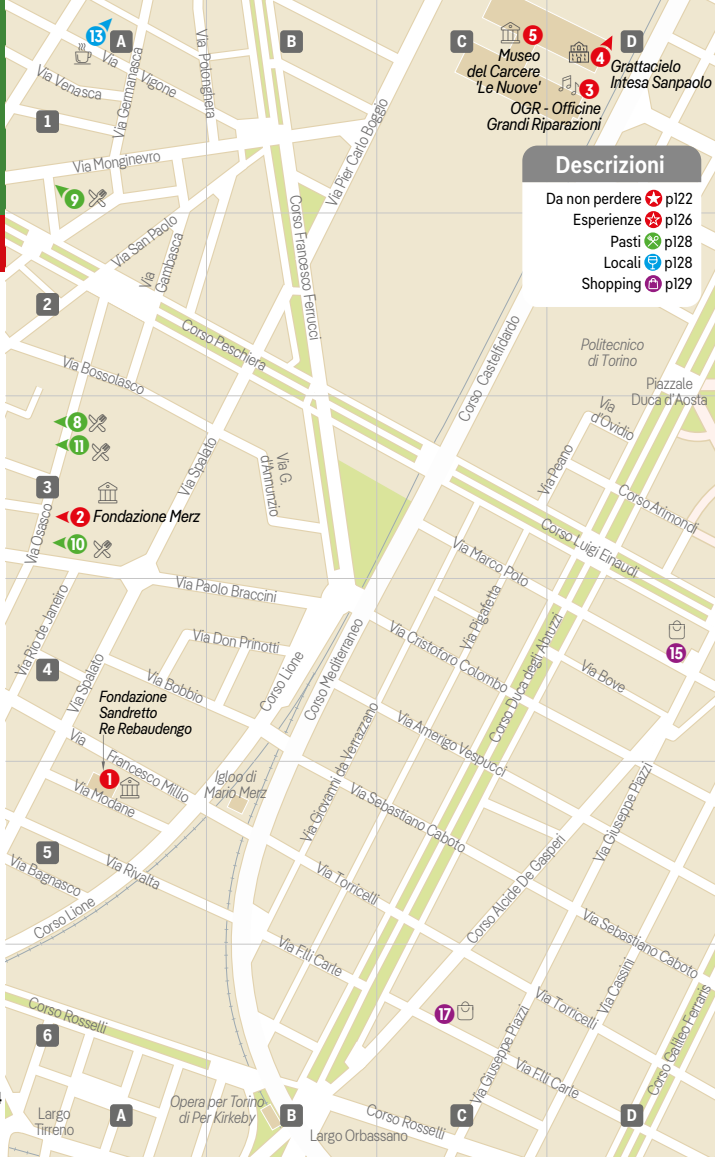 13
A
B
C
D
5
Museo
del Carcere
'Le Nuove'
4
Grattacielo
Intesa Sanpaolo
3
OGR - Officine
Grandi Riparazioni
Via Vigone
Via Venasca
Via Germanasca
Via Polonghera
Via Pier Carlo Boggio
1
Via Monginevro
9
Descrizioni
Da non perdere p122
Esperienze p126
Pasti p128
Locali p128
Shopping p129
Via San Paolo
Via
Gambasca
Corso Francesco Ferrucci
2
Corso Peschiera
Corso Castelfidardo
Politecnico
di Torino
Piazzale
Duca d'Aosta
Via Bossolasco
Via
d'Ovidio
8
11
Via Spalato
Via G.
d'Annunzio
Via Peano
3
2
Fondazione Merz
Via Osasco
10
Corso Arimondi
Corso Luigi Einaudi
Via Marco Polo
Via Paolo Braccini
Via Rio de Janeiro
Via Pigafetta
Via Don Prinotti
Via Cristoforo Colombo
Corso Duca degli Abruzzi
15
4
Via Spalato
Via Bobbio
Corso Lione
Corso Mediterraneo
Via Bove
Fondazione
Sandretto
Re Rebaudengo
Via Amerigo Vespucci
Via Giovanni da Verrazzano
Via Francesco Millio
1
Via Modane
Igloo di
Mario Merz
Via Sebastiano Caboto
Via Giuseppe Piazzi
5
Via Bagnasco
Via Rivalta
Via Torricelli
Corso Alcide De Gasperi
Corso Lione
Via F.lli Carle
Via Sebastiano Caboto
Via Cassini
Corso Rosselli
17
Via Torricelli
6
Via Giuseppe Piazzi
Via F.lli Carle
Corso Galileo Ferraris
Largo
Tirreno
A
Opera per Torino
di Per Kirkeby
B
Largo Orbassano
Corso Rosselli
C
D